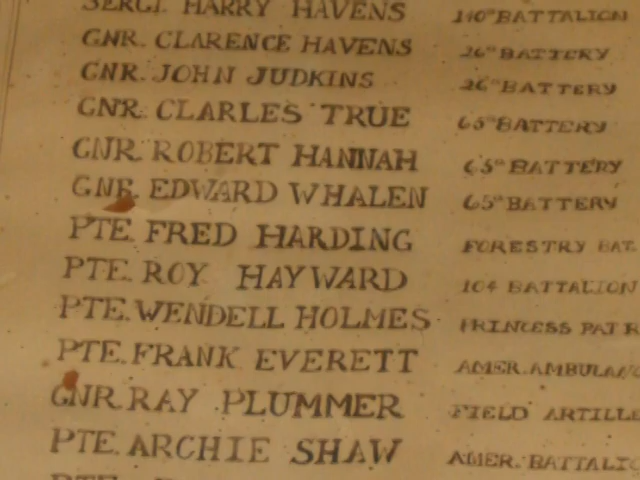 SERGT. HARRY HAVENS 140TH BATTALION
GNR. CLARENCE HAVENS 26TH BATTERY
GNR. JOHN JUDKINS 26TH BATTERY
GNR. CLARLES TRUE 65TH BATTERY
GNR. ROBERT HANNAH 65TH BATTERY
GNR. EDWARD WHALEN 65TH BATTERY
PTE. FRED HARDING FORESTRY BAT.
PTE. ROY HAYWARD 104 BATTALION
PTE. WENDELL HOLMES PRINCESS PATR
PTE. FRANK EVERETT AMER. AMBULANC
GNR. RAY PLUMMER FIELD ARTILLE
PTE. ARCHIE SHAW AMER. BATTALIO